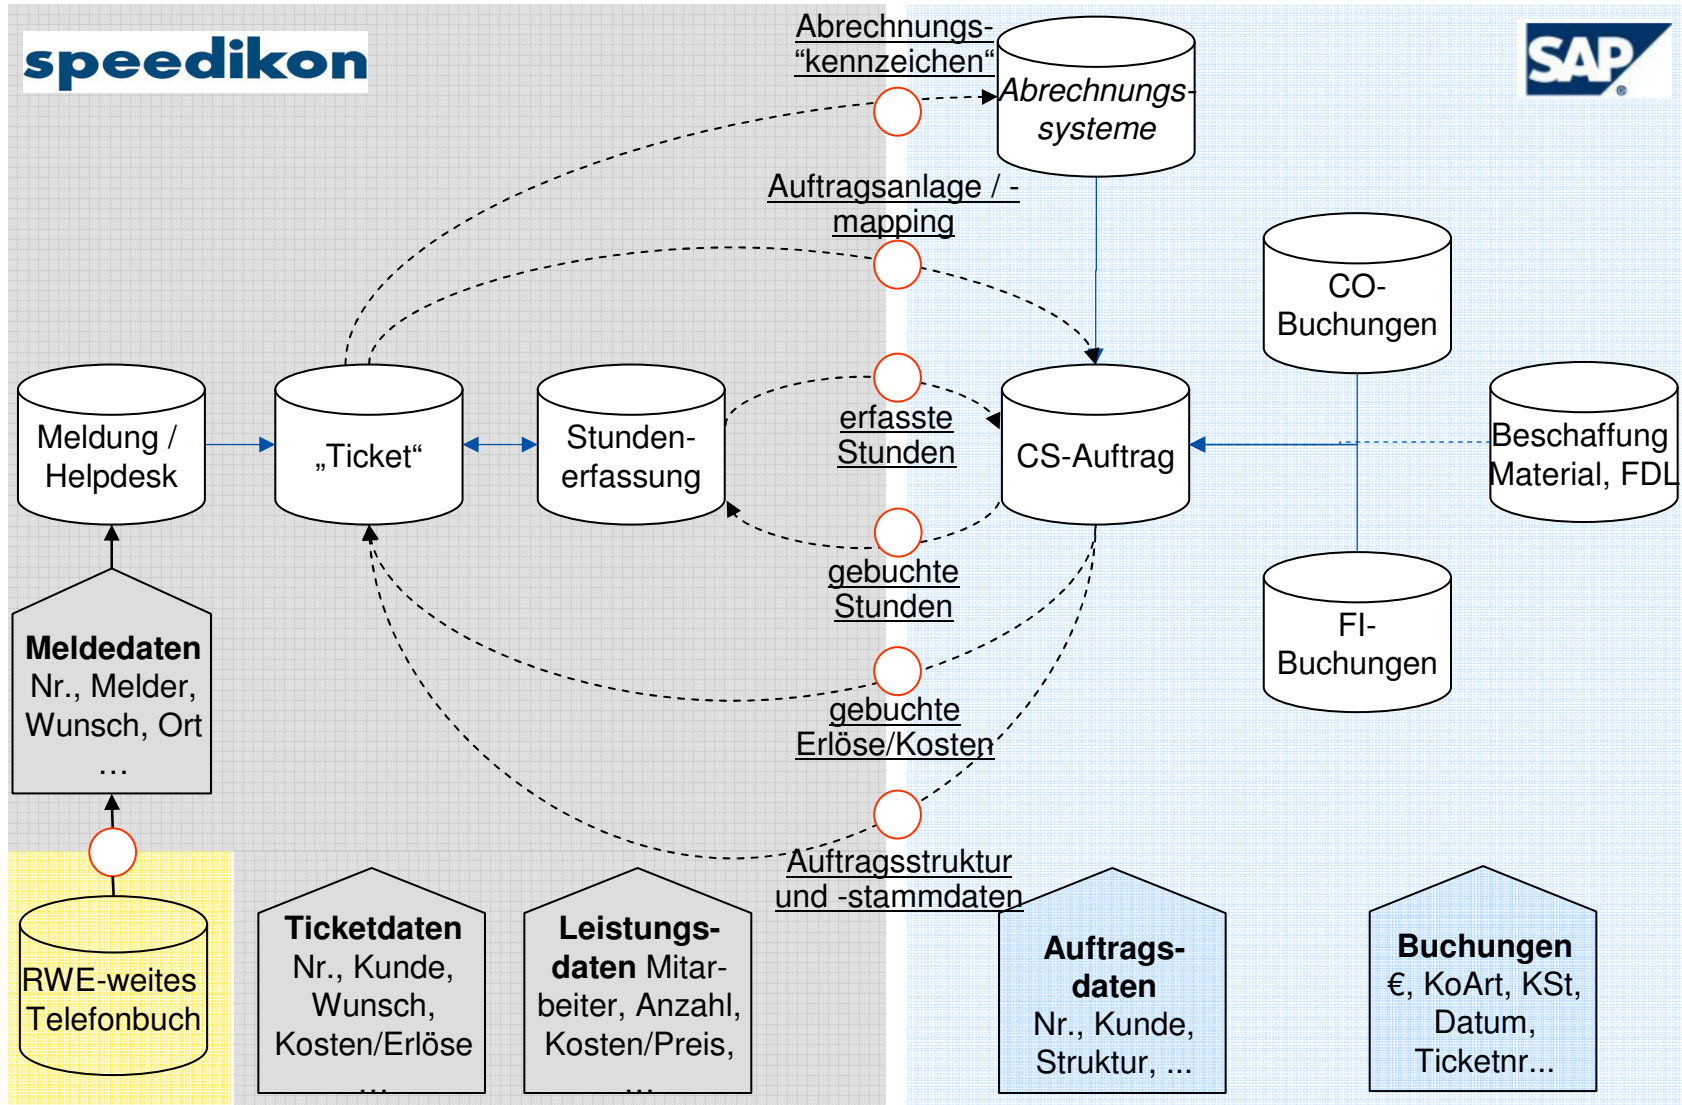 speedikon
Abrechnungs-
“kennzeichen“
SAP
®
Abrechnungs-
systeme
Auftragsanlage / -
mapping
CO-
Buchungen
Meldung /
Helpdesk
„Ticket“
Stunden-
erfassung
erfasste
Stunden
CS-Auftrag
Beschaffung
Material, FDL
gebuchte
Stunden
FI-
Buchungen
Meldedaten
Nr., Melder,
Wunsch, Ort
...
gebuchte
Erlöse/Kosten
Auftragsstruktur
und -stammdaten
RWE-weites
Telefonbuch
Ticketdaten
Nr., Kunde,
Wunsch,
Kosten/Erlöse
...
Leistungs-
daten Mitar-
beiter, Anzahl,
Kosten/Preis,
...
Auftrags-
daten
Nr., Kunde,
Struktur, ...
Buchungen
€, KoArt, KSt,
Datum,
Ticketnr...